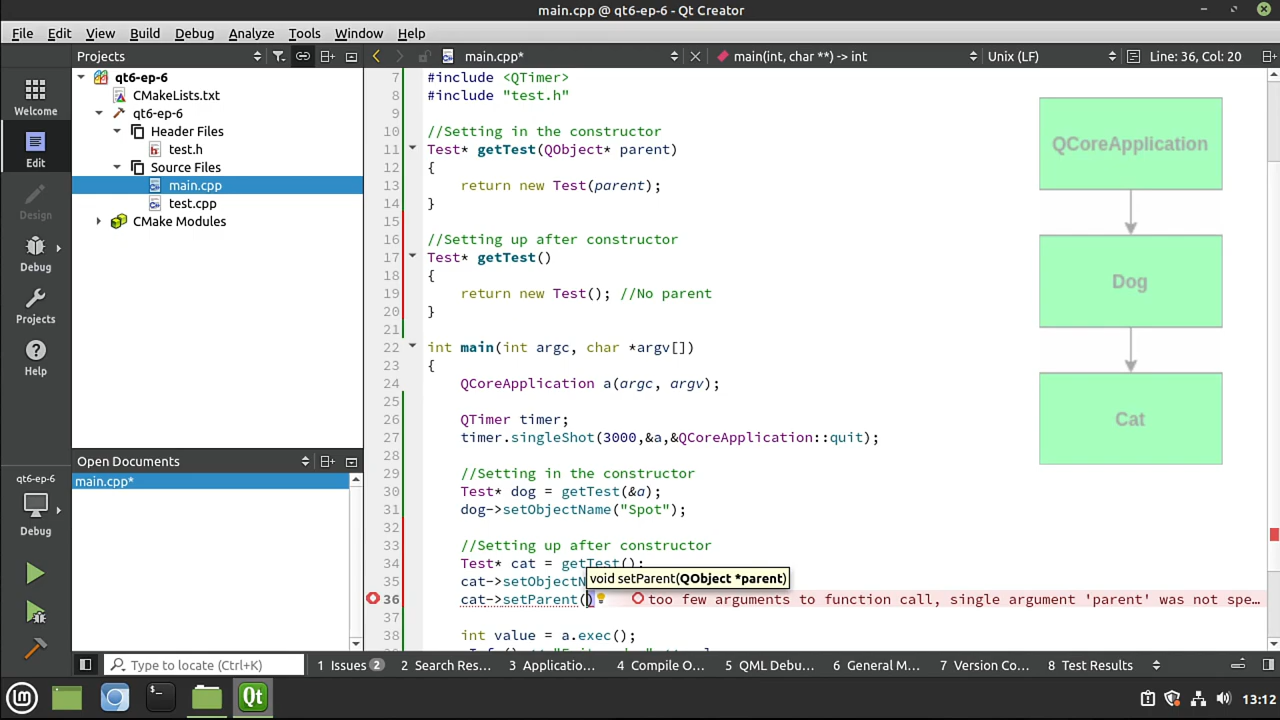 main.cpp @ qt6-ep-6 - Qt Creator
File Edit View Build Debug Analyze Tools Window Help
Projects main.cpp* main(int, char **) -> int Unix (LF) Line: 36, Col: 20
Welcome
Edit
Design
Debug
Projects
Help
qt6-ep-6
Debug
qt6-ep-6
CMakeLists.txt
qt6-ep-6
Header Files
test.h
Source Files
main.cpp
test.cpp
CMake Modules
Open Documents
main.cpp*
7 #include <QTimer>
8 #include "test.h"
9
10 //Setting in the constructor
11 Test* getTest(QObject* parent)
12 {
13 return new Test(parent);
14 }
15
16 //Setting up after constructor
17 Test* getTest()
18 {
19 return new Test(); //No parent
20 }
21
22 int main(int argc, char *argv[])
23 {
24 QCoreApplication a(argc, argv);
25
26 QTimer timer;
27 timer.singleShot(3000,&a,&QCoreApplication::quit);
28
29 //Setting in the constructor
30 Test* dog = getTest(&a);
31 dog->setObjectName("Spot");
32
33 //Setting up after constructor
34 Test* cat = getTest();
35 cat->setObjectN
void setParent(QObject *parent)
36 cat->setParent() too few arguments to function call, single argument 'parent' was not spe…
37
38 int value = a.exec();
QCoreApplication
Dog
Cat
Type to locate (Ctrl+K) 1 Issues 2 2 Search Res... 3 Applicatio... 4 Compile O... 5 QML Debu... 6 General M... 7 Version Co... 8 Test Results
13:12